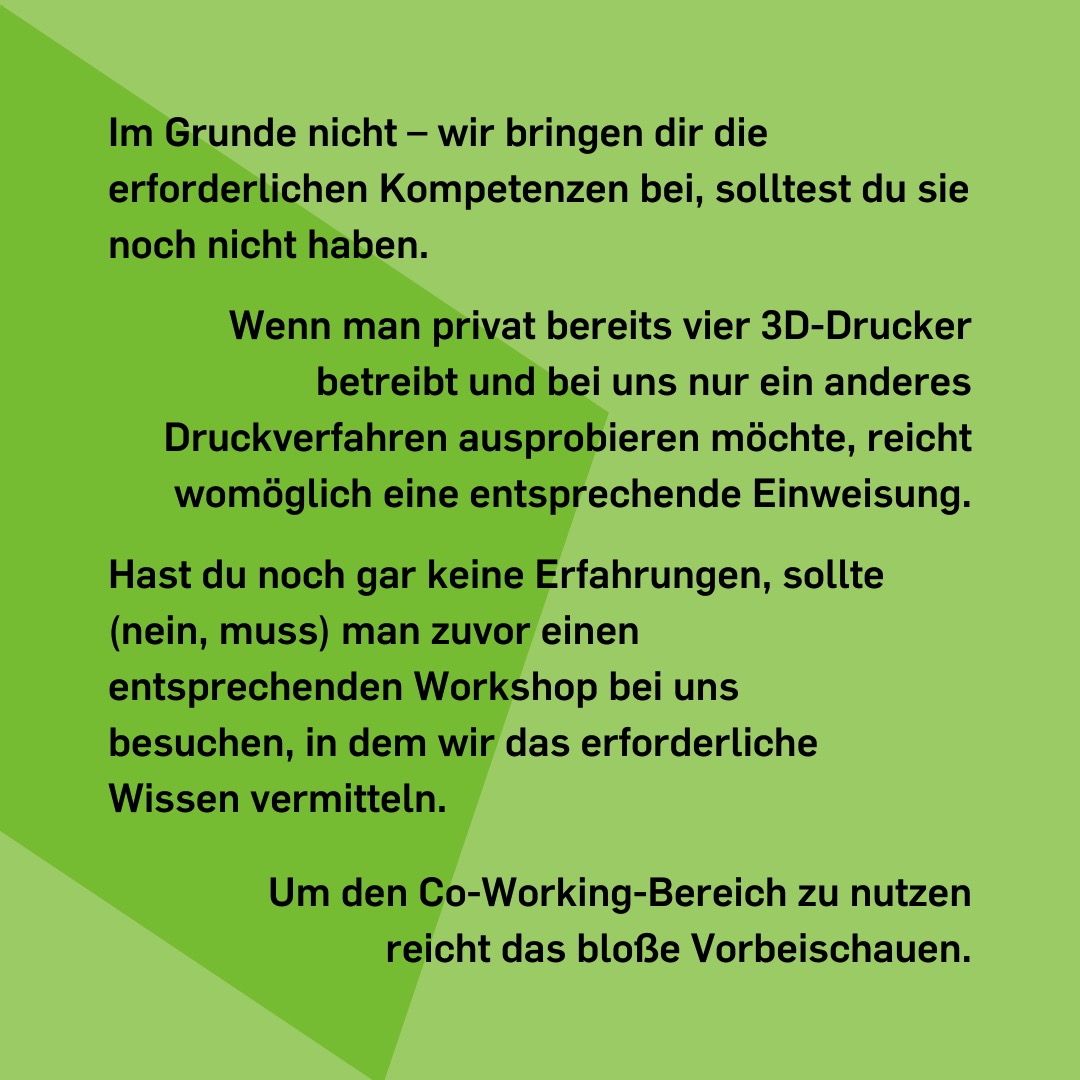 Im Grunde nicht – wir bringen dir die
erforderlichen Kompetenzen bei, solltest du sie
noch nicht haben.
Wenn man privat bereits vier 3D-Drucker
betreibt und bei uns nur ein anderes
Druckverfahren ausprobieren möchte, reicht
womöglich eine entsprechende Einweisung.
Hast du noch gar keine Erfahrungen, sollte
(nein, muss) man zuvor einen
entsprechenden Workshop bei uns
besuchen, in dem wir das erforderliche
Wissen vermitteln.
Um den Co-Working-Bereich zu nutzen
reicht das bloße Vorbeischauen.